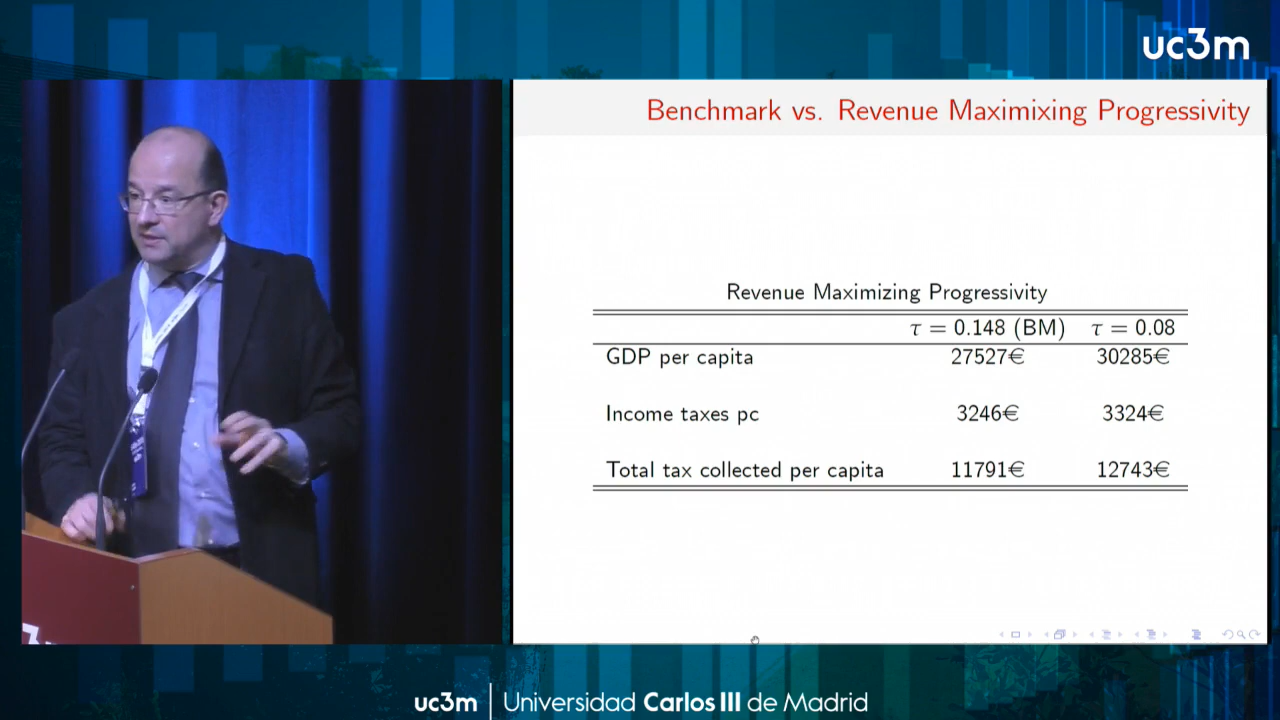 uc3m
Benchmark vs. Revenue Maximixing Progressivity
Revenue Maximizing Progressivity
τ = 0.148 (BM) τ = 0.08
GDP per capita 27527€ 30285€
Income taxes pc 3246€ 3324€
Total tax collected per capita 11791€ 12743€
uc3m | Universidad Carlos III de Madrid